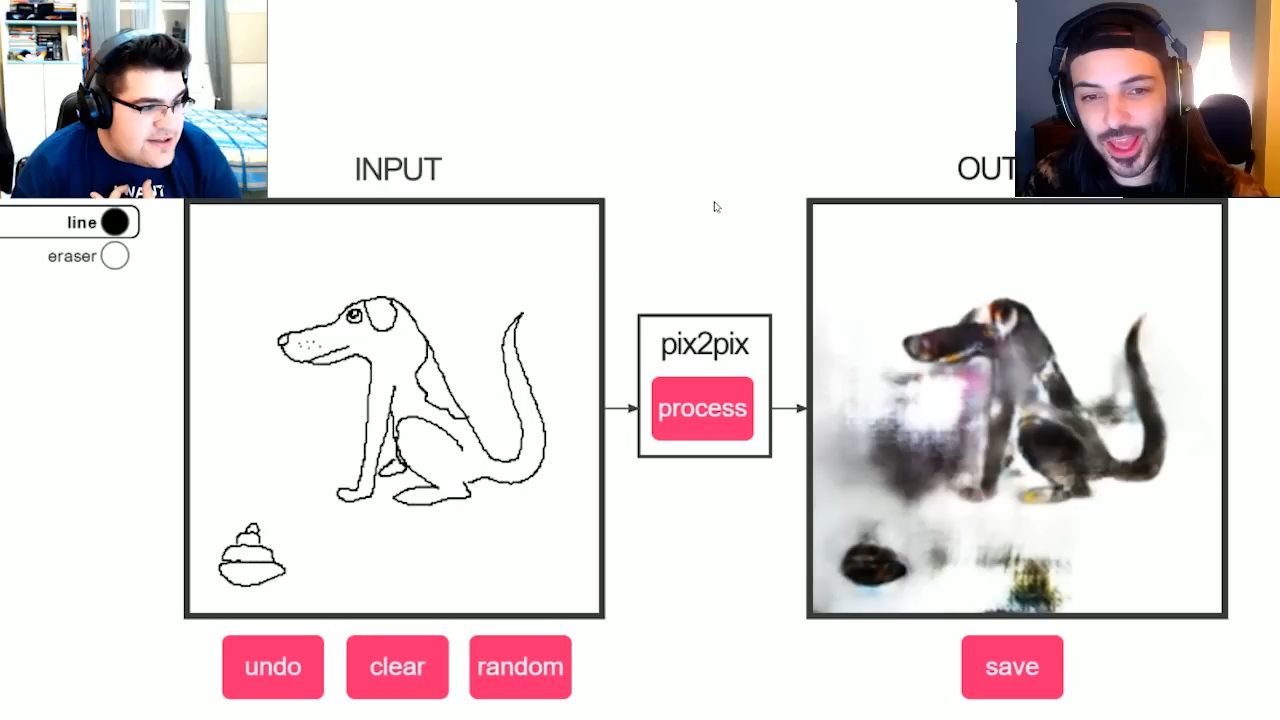 INPUT
OUT
line
eraser
pix2pix
process
undo
clear
random
save